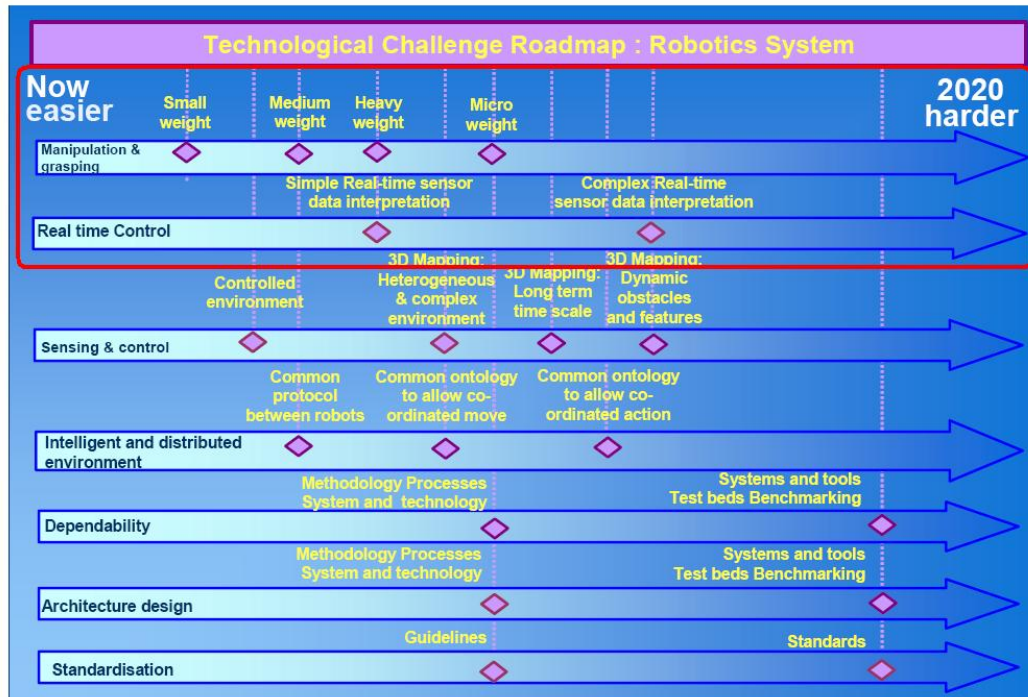 Technological Challenge Roadmap : Robotics System
Now
easier
2020
harder
Small
weight
Medium
weight
Heavy
weight
Micro
weight
Manipulation &
grasping
Simple Real-time sensor
data interpretation
Complex Real-time
sensor data interpretation
Real time Control
Controlled
environment
3D Mapping:
Heterogeneous
& complex
environment
3D Mapping:
Long term
time scale
3D Mapping:
Dynamic
obstacles
and features
Sensing & control
Common
protocol
between robots
Common ontology
to allow co-
ordinated move
Common ontology
to allow co-
ordinated action
Intelligent and distributed
environment
Methodology Processes
System and technology
Systems and tools
Test beds Benchmarking
Dependability
Methodology Processes
System and technology
Systems and tools
Test beds Benchmarking
Architecture design
Guidelines
Standards
Standardisation